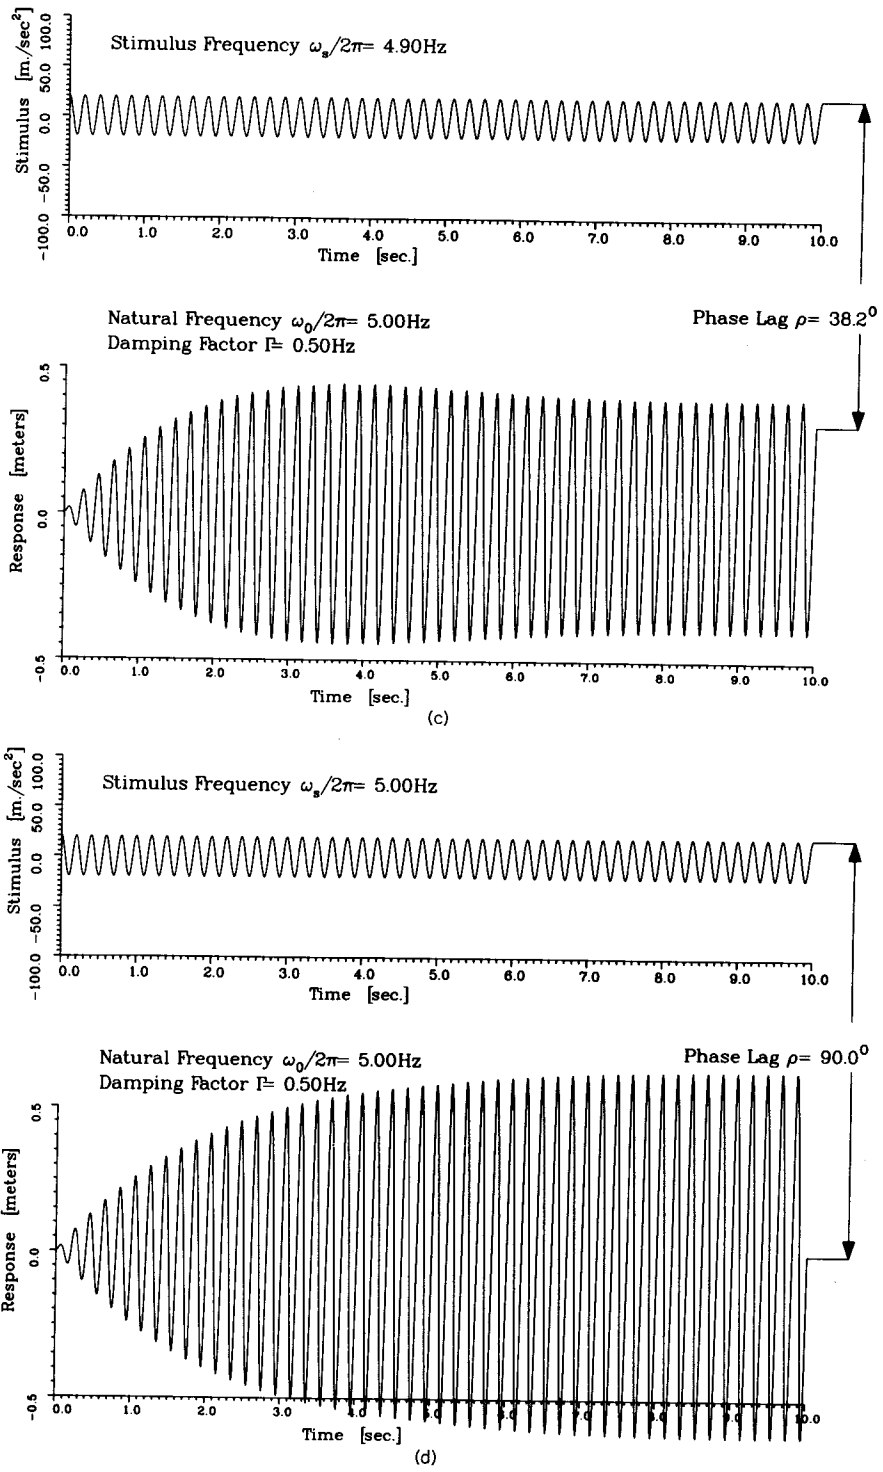 Stimulus Frequency ωs/2π= 4.90Hz
Stimulus [m./sec²]
100.0
50.0
0.0
-50.0
-100.0
0.0 1.0 2.0 3.0 4.0 5.0 6.0 7.0 8.0 9.0 10.0
Time [sec.]
Natural Frequency ω0/2π= 5.00Hz
Damping Factor Γ= 0.50Hz
Phase Lag ρ= 38.2⁰
Response [meters]
0.5
0.0
-0.5
0.0 1.0 2.0 3.0 4.0 5.0 6.0 7.0 8.0 9.0 10.0
Time [sec.]
(c)
Stimulus Frequency ωs/2π= 5.00Hz
Stimulus [m./sec²]
100.0
50.0
0.0
-50.0
-100.0
0.0 1.0 2.0 3.0 4.0 5.0 6.0 7.0 8.0 9.0 10.0
Time [sec.]
Natural Frequency ω0/2π= 5.00Hz
Damping Factor Γ= 0.50Hz
Phase Lag ρ= 90.0⁰
Response [meters]
0.5
0.0
-0.5
0.0 1.0 2.0 3.0
Time [sec.]
(d)